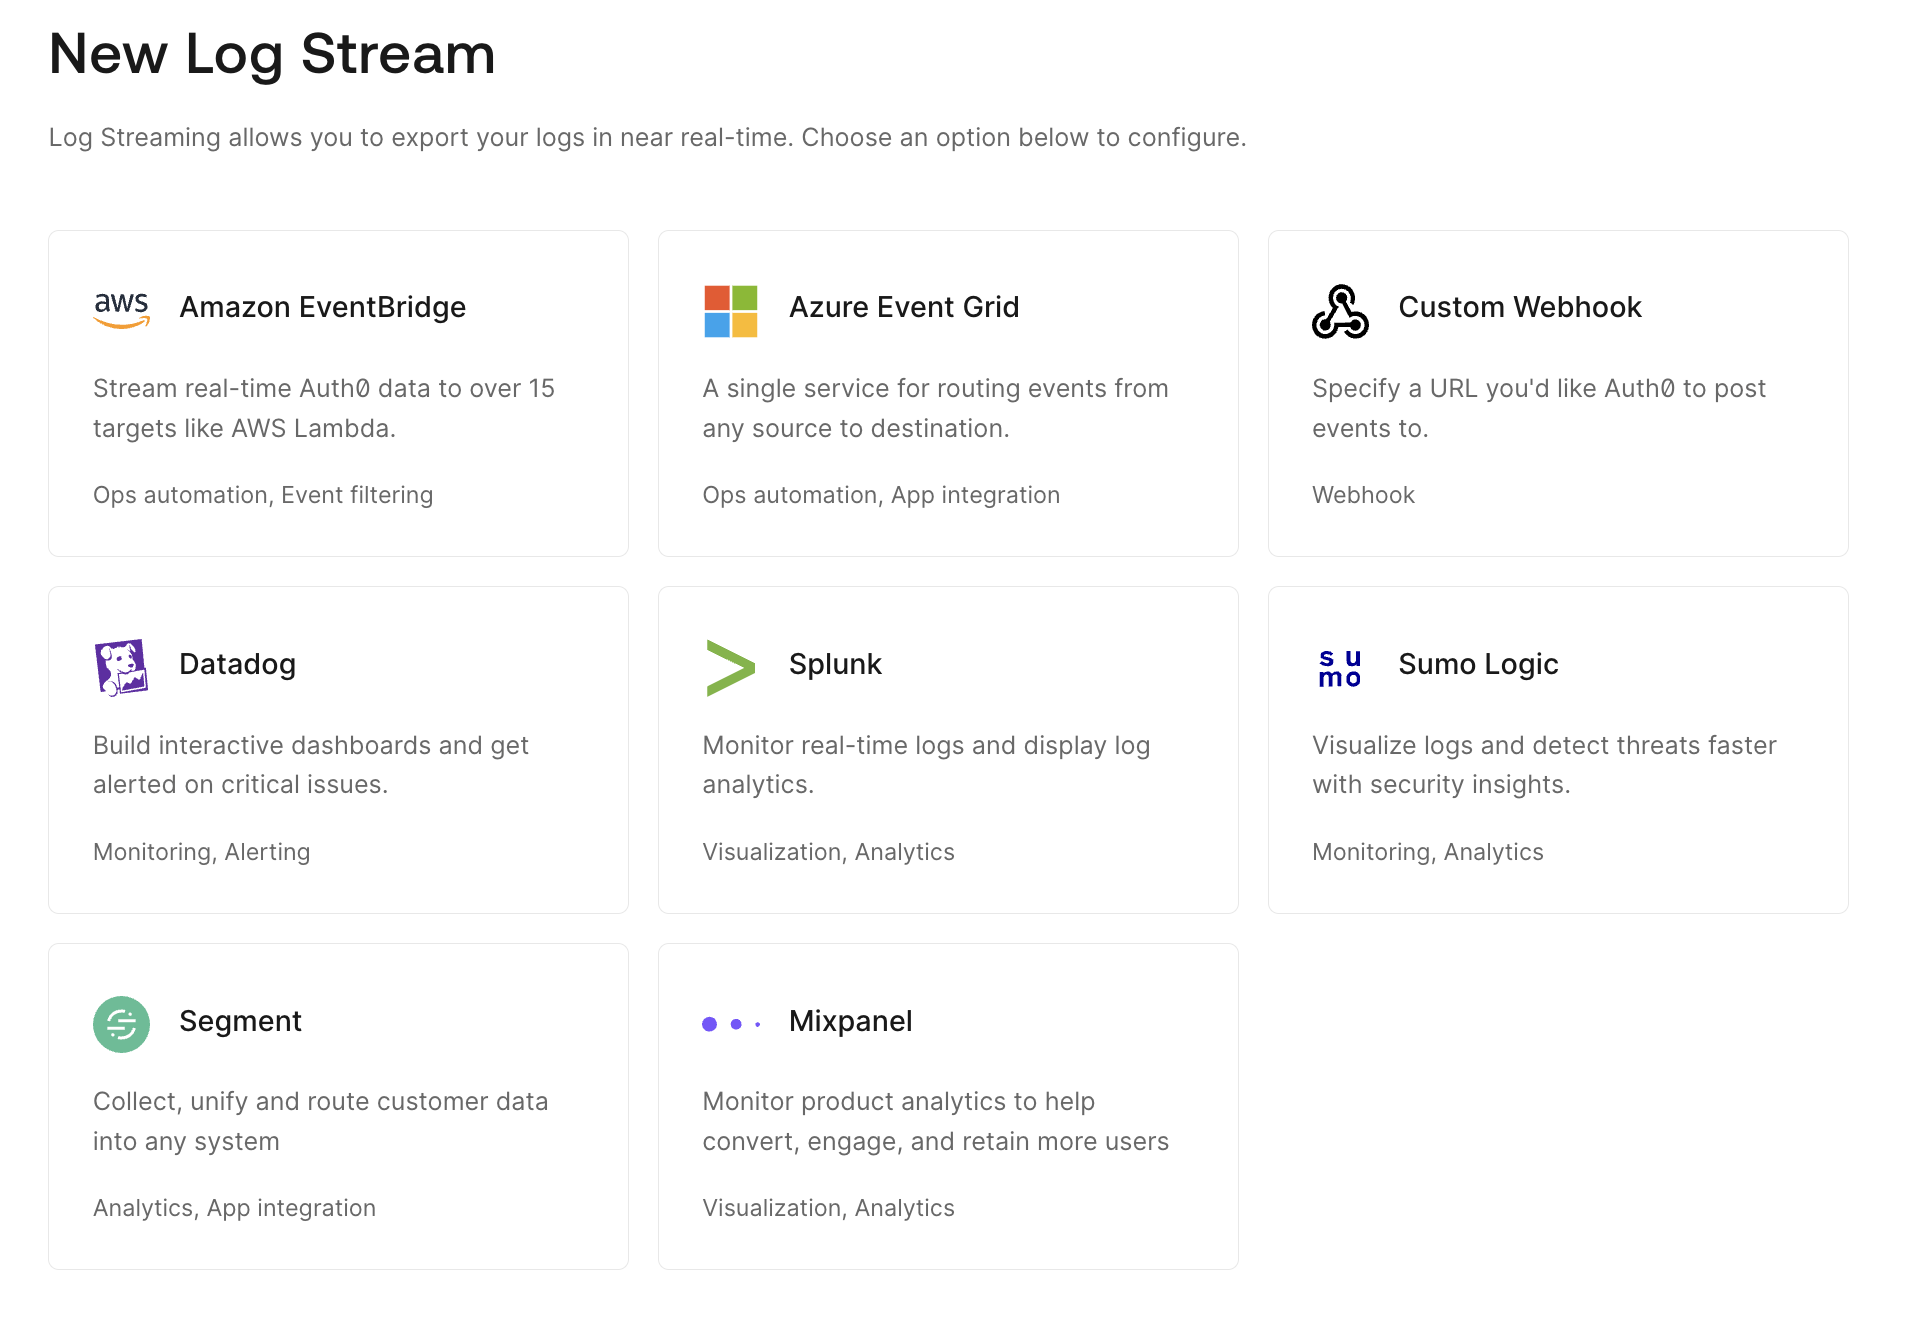 New Log Stream
Log Streaming allows you to export your logs in near real-time. Choose an option below to configure.
aws
Amazon EventBridge
Stream real-time Auth0 data to over 15
targets like AWS Lambda.
Ops automation, Event filtering
Azure Event Grid
A single service for routing events from
any source to destination.
Ops automation, App integration
Custom Webhook
Specify a URL you'd like Auth0 to post
events to.
Webhook
Datadog
Build interactive dashboards and get
alerted on critical issues.
Monitoring, Alerting
Splunk
Monitor real-time logs and display log
analytics.
Visualization, Analytics
su
mo
Sumo Logic
Visualize logs and detect threats faster
with security insights.
Monitoring, Analytics
Segment
Collect, unify and route customer data
into any system
Analytics, App integration
Mixpanel
Monitor product analytics to help
convert, engage, and retain more users
Visualization, Analytics